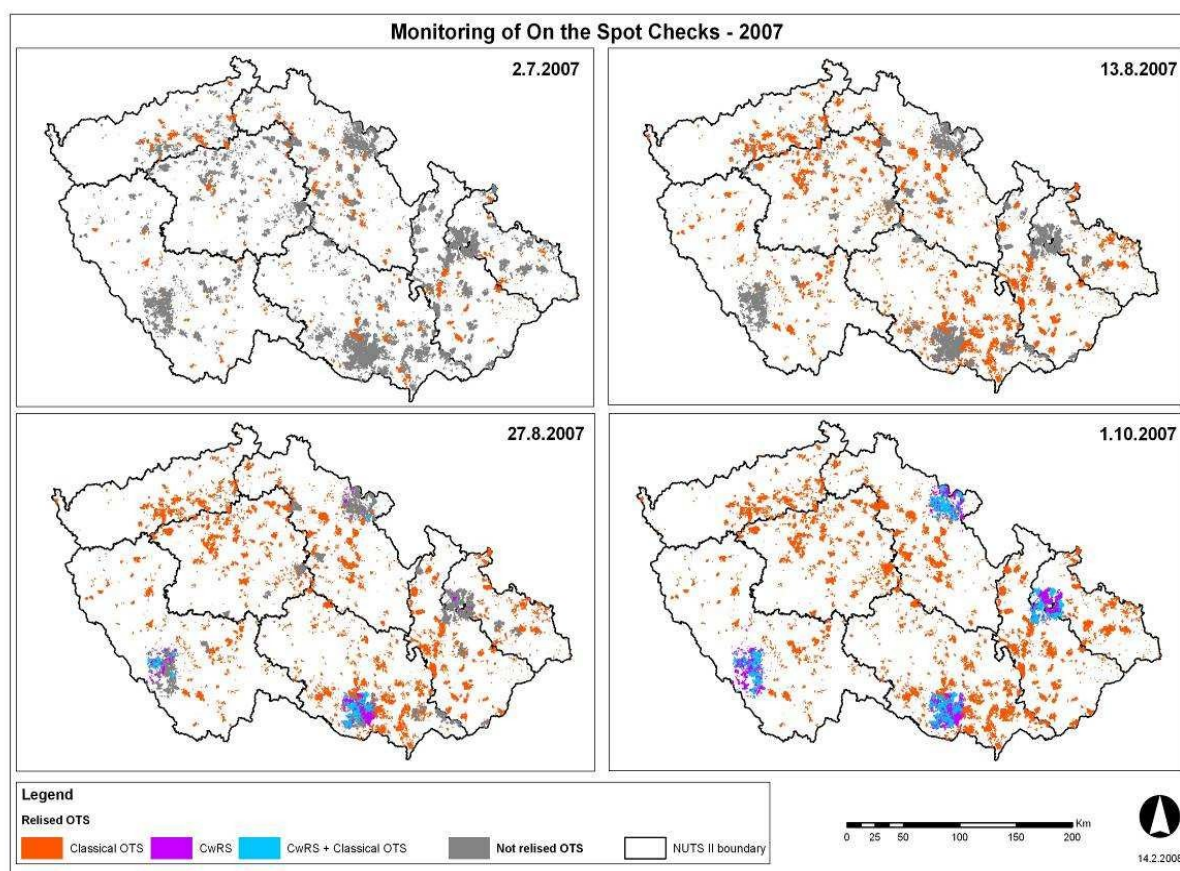 Monitoring of On the Spot Checks - 2007
2.7.2007
13.8.2007
27.8.2007
1.10.2007
Legend
Relised OTS
Classical OTS CwRS CwRS + Classical OTS Not relised OTS NUTS II boundary
Km
0 25 50 100 150 200
14.2.2008